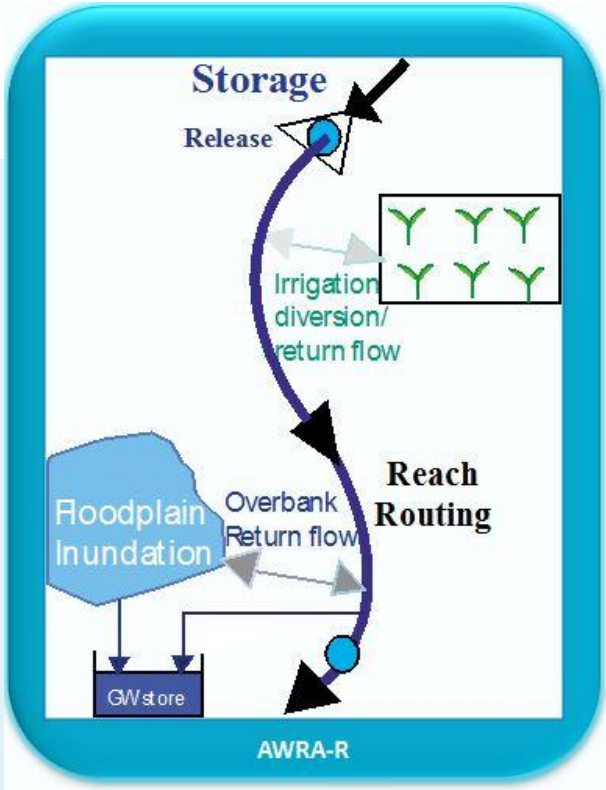 Storage
Release
Irrigation
diversion/
return flow
Reach
Routing
Floodplain
Inundation
Overbank
Return flow
GWstore
AWRA-R